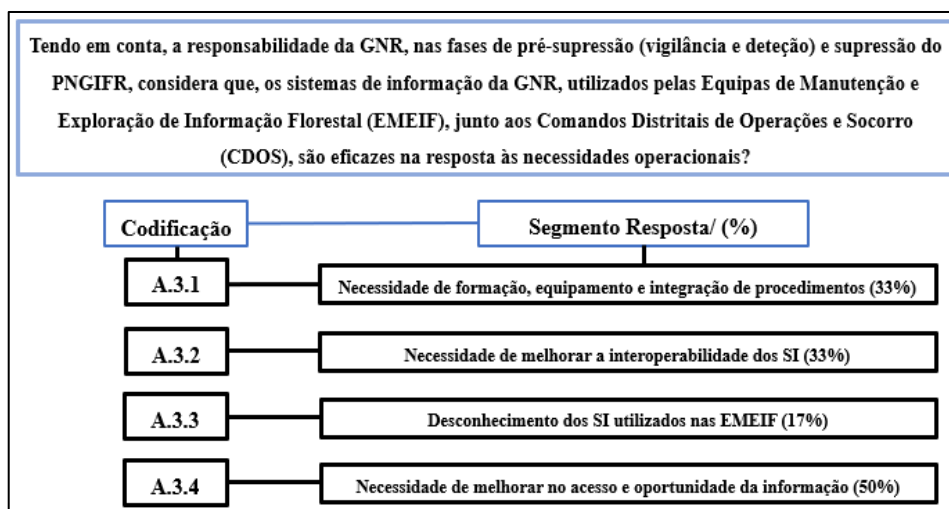 Tendo em conta, a responsabilidade da GNR, nas fases de pré-supressão (vigilância e deteção) e supressão do
PNGIFR, considera que, os sistemas de informação da GNR, utilizados pelas Equipas de Manutenção e
Exploração de Informação Florestal (EMEIF), junto aos Comandos Distritais de Operações e Socorro
(CDOS), são eficazes na resposta às necessidades operacionais?
Codificação
Segmento Resposta/ (%)
A.3.1
Necessidade de formação, equipamento e integração de procedimentos (33%)
A.3.2
Necessidade de melhorar a interoperabilidade dos SI (33%)
A.3.3
Desconhecimento dos SI utilizados nas EMEIF (17%)
A.3.4
Necessidade de melhorar no acesso e oportunidade da informação (50%)